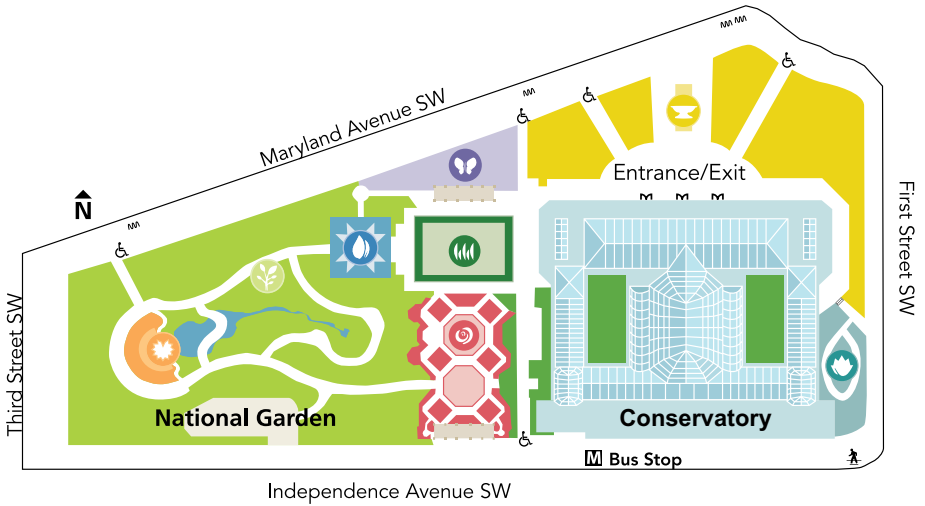 Maryland Avenue SW
Entrance/Exit
N
First Street SW
Third Street SW
National Garden
Conservatory
M Bus Stop
Independence Avenue SW